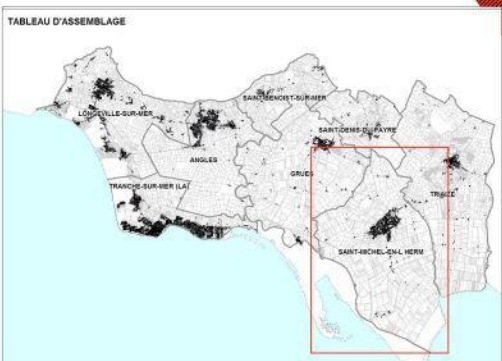 TABLEAU D'ASSEMBLAGE
SAINT-BENOIST-SUR-MER
LONGEVILLE-SUR-MER
SAINT-DENIS-DU-PAYRE
ANGLES
GRUES
TRANCHE-SUR-MER (LA)
TRIAIZE
SAINT-MICHEL-EN-L HERM